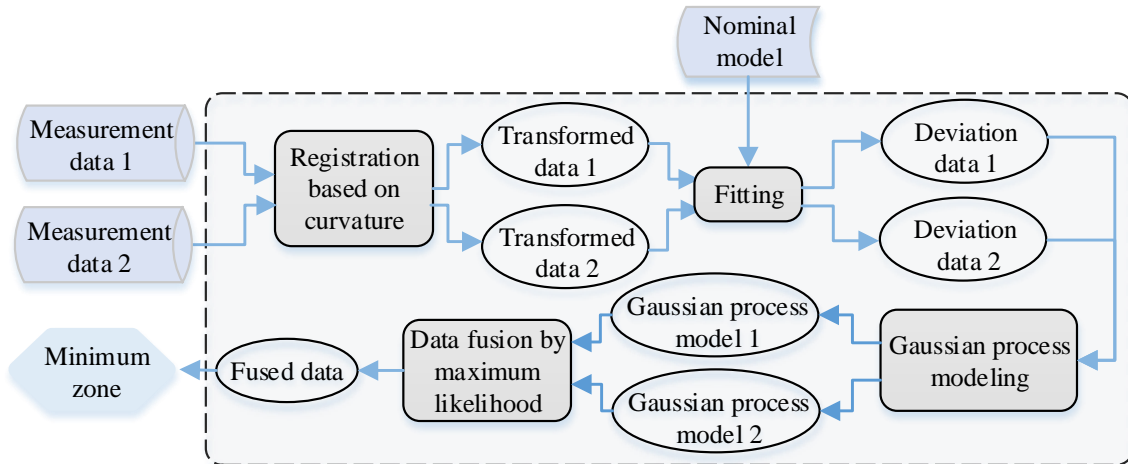 Nominal
model
Measurement
data 1
Registration
based on
curvature
Transformed
data 1
Fitting
Deviation
data 1
Measurement
data 2
Transformed
data 2
Deviation
data 2
Gaussian process
modeling
Gaussian process
model 1
Gaussian process
model 2
Data fusion by
maximum
likelihood
Fused data
Minimum
zone